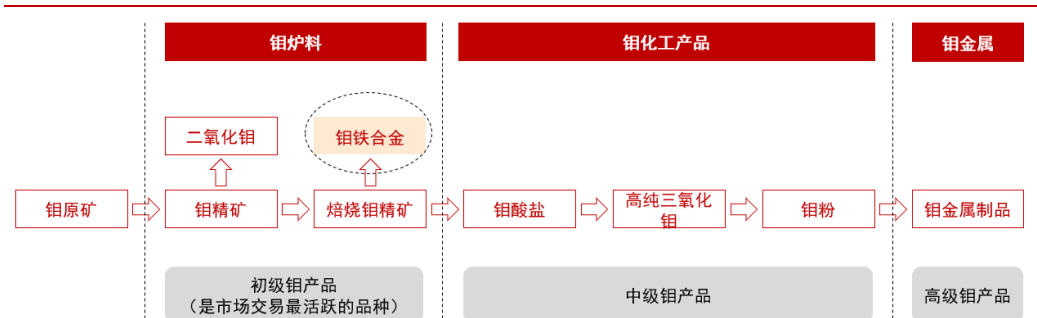 钼炉料
钼化工产品
钼金属
二氧化钼
钼铁合金
钼原矿
钼精矿
焙烧钼精矿
钼酸盐
高纯三氧化
钼
钼粉
钼金属制品
初级钼产品
（是市场交易最活跃的品种）
中级钼产品
高级钼产品